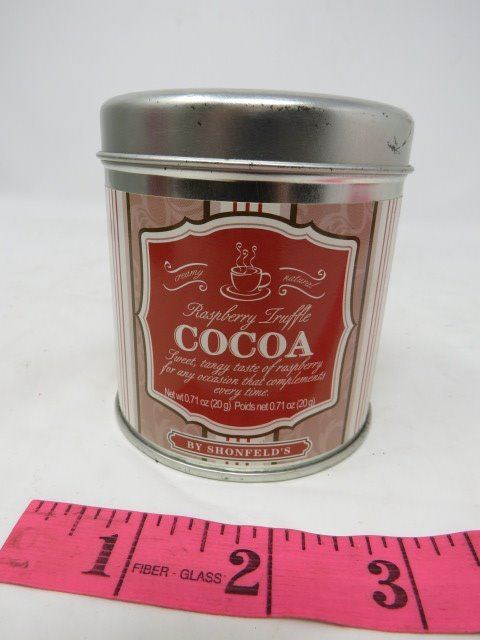 creamy natural
Raspberry Truffle
COCOA
Sweet, tangy taste of raspberry
for any occasion that complements
every time.
Net wt 0.71 oz (20 g) Poids net 0.71 oz (20 g)
BY SHONFELD'S
1 FIBER - GLASS 2 3